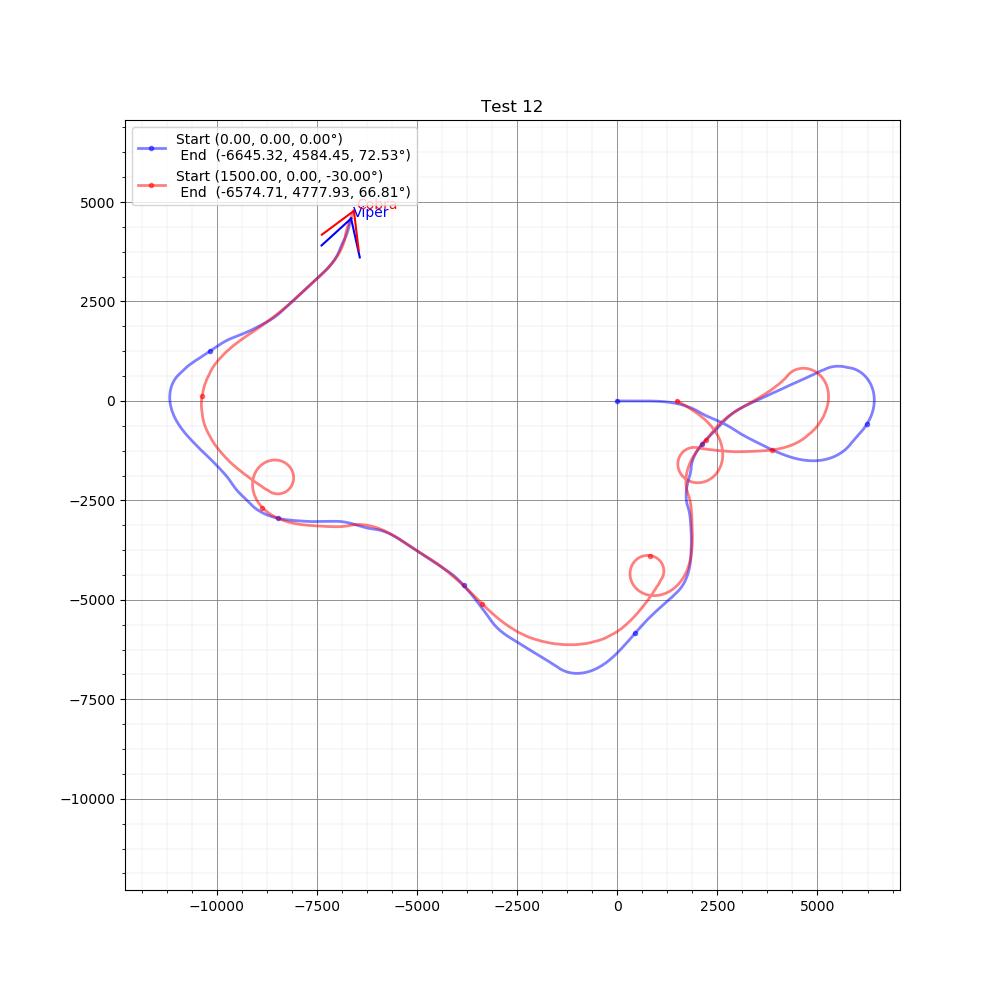 Test 12
Start (0.00, 0.00, 0.00°)
End (-6645.32, 4584.45, 72.53°)
Start (1500.00, 0.00, -30.00°)
End (-6574.71, 4777.93, 66.81°)
Cobra
Viper
5000
2500
0
−2500
−5000
−7500
−10000
−10000 −7500 −5000 −2500 0 2500 5000